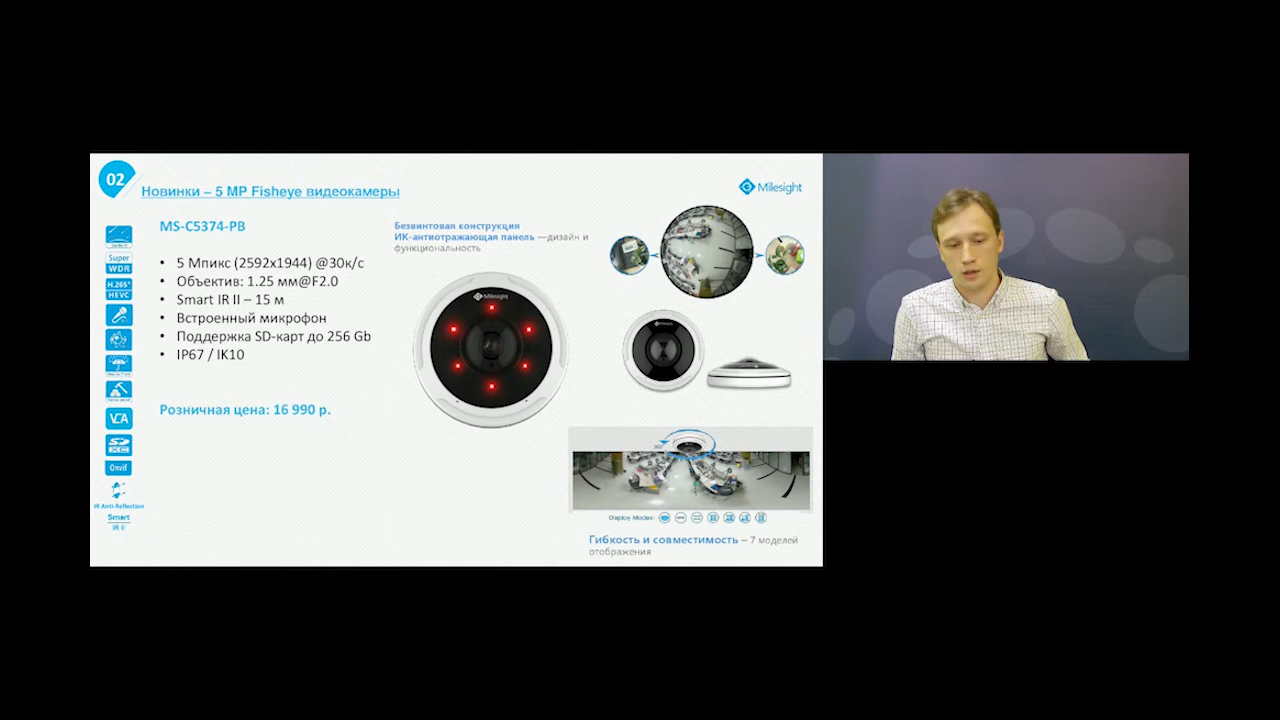 02
Новинки – 5 MP Fisheye видеокамеры
Milesight
MS-C5374-PB
• 5 Мпикс (2592x1944) @30к/с
• Объектив: 1.25 мм@F2.0
• Smart IR II – 15 м
• Встроенный микрофон
• Поддержка SD-карт до 256 Gb
• IP67 / IK10
Розничная цена: 16 990 р.
Super
WDR
H.265+
HEVC
VCA
SD
XC
Onvif
IR Anti-Reflection
Smart
IR II
Безвинтовая конструкция
ИК-антиотражающая панель —дизайн и
функциональность
Milesight
Display Modes:
Гибкость и совместимость – 7 моделей
отображения